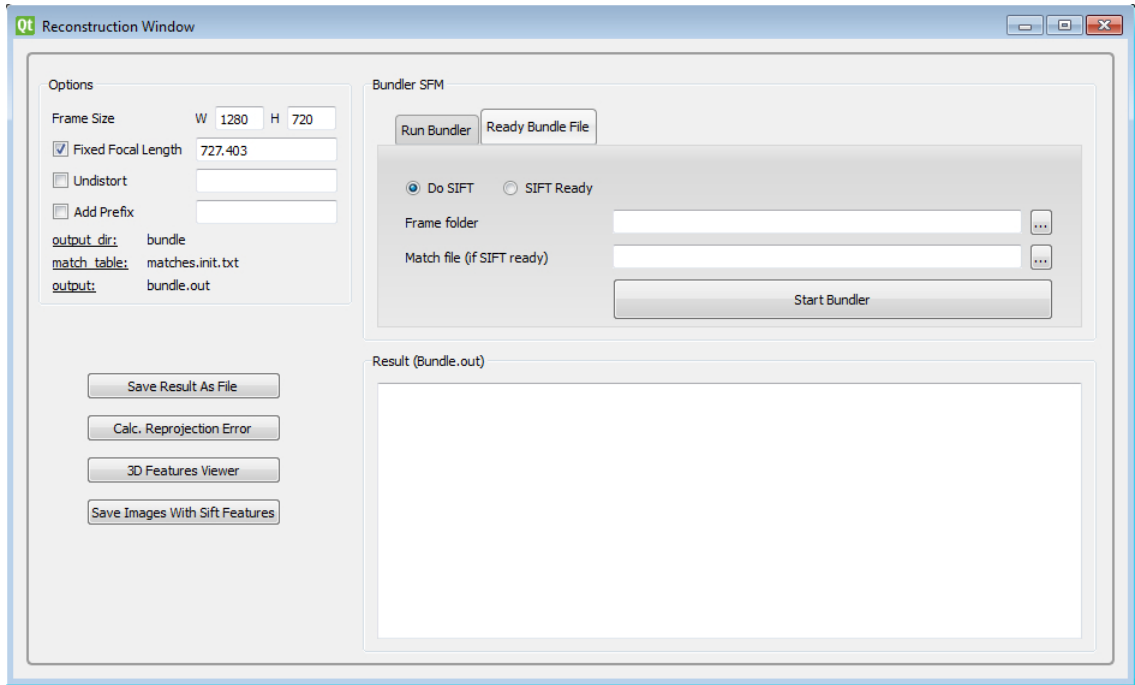 Qt Reconstruction Window
Options
Frame Size W 1280 H 720
Fixed Focal Length 727.403
Undistort
Add Prefix
output_dir: bundle
match_table: matches.init.txt
output: bundle.out
Save Result As File
Calc. Reprojection Error
3D Features Viewer
Save Images With Sift Features
Bundler SFM
Run Bundler Ready Bundle File
Do SIFT SIFT Ready
Frame folder ...
Match file (if SIFT ready) ...
Start Bundler
Result (Bundle.out)